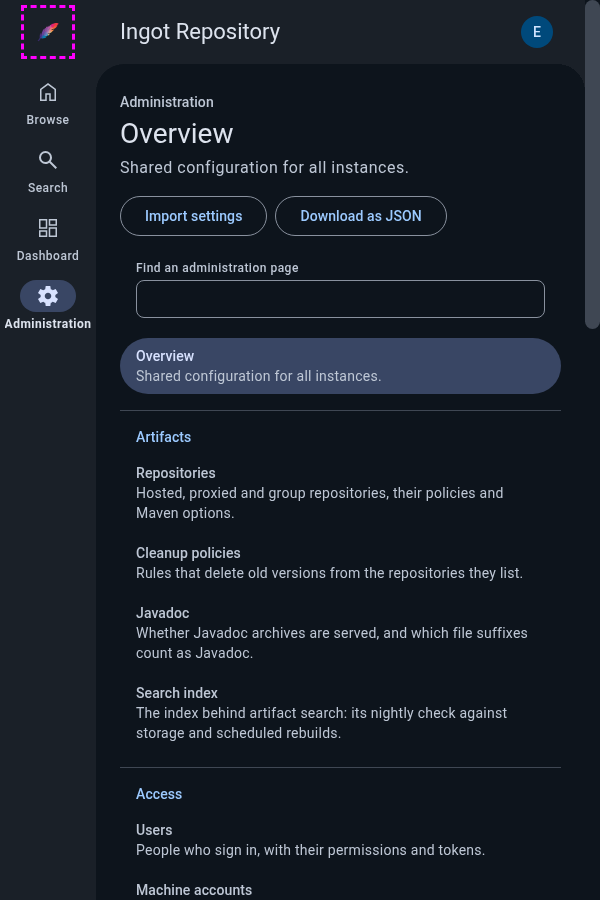 Ingot Repository
E
Browse
Search
Dashboard
Administration
Administration
Overview
Shared configuration for all instances.
Import settings
Download as JSON
Find an administration page
Overview
Shared configuration for all instances.
Artifacts
Repositories
Hosted, proxied and group repositories, their policies and
Maven options.
Cleanup policies
Rules that delete old versions from the repositories they list.
Javadoc
Whether Javadoc archives are served, and which file suffixes
count as Javadoc.
Search index
The index behind artifact search: its nightly check against
storage and scheduled rebuilds.
Access
Users
People who sign in, with their permissions and tokens.
Machine accounts